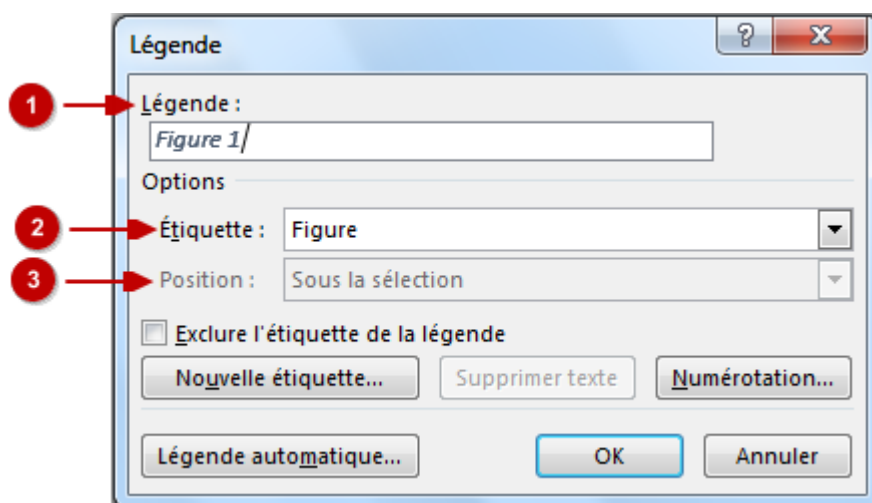 Légende
?
1
Légende :
Figure 1
Options
2
Étiquette : Figure
3
Position : Sous la sélection
Exclure l'étiquette de la légende
Nouvelle étiquette... Supprimer texte Numérotation...
Légende automatique... OK Annuler